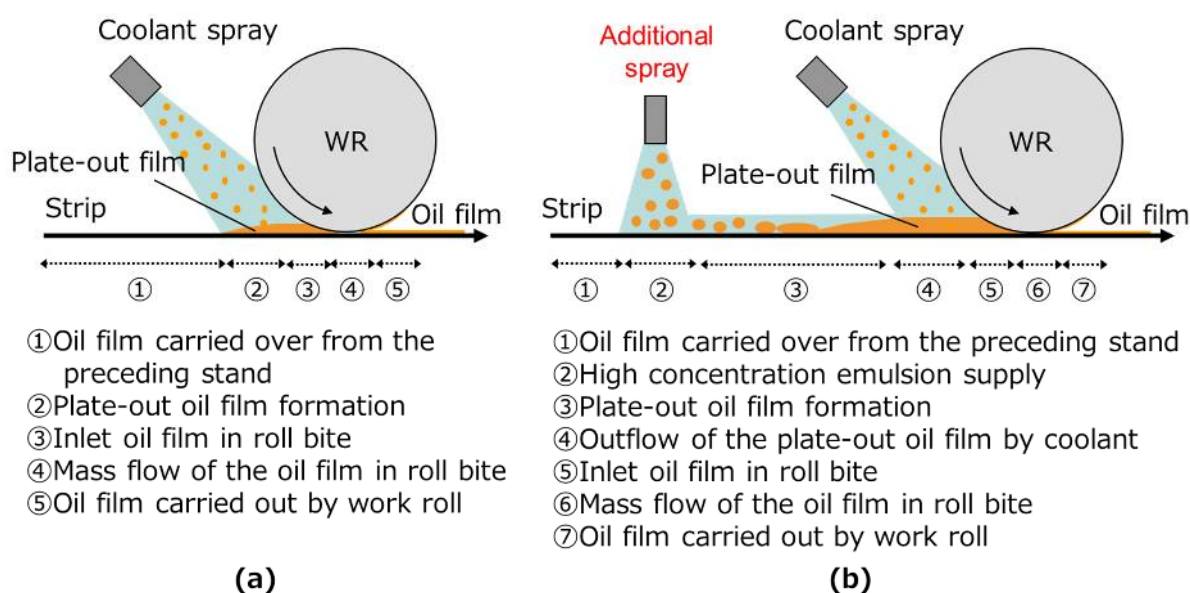 Coolant spray
WR
Plate-out film
Strip
Oil film
① ② ③ ④ ⑤
①Oil film carried over from the
preceding stand
②Plate-out oil film formation
③Inlet oil film in roll bite
④Mass flow of the oil film in roll bite
⑤Oil film carried out by work roll
(a)
Additional
spray
Coolant spray
WR
Plate-out film
Strip
Oil film
① ② ③ ④ ⑤ ⑥ ⑦
①Oil film carried over from the preceding stand
②High concentration emulsion supply
③Plate-out oil film formation
④Outflow of the plate-out oil film by coolant
⑤Inlet oil film in roll bite
⑥Mass flow of the oil film in roll bite
⑦Oil film carried out by work roll
(b)